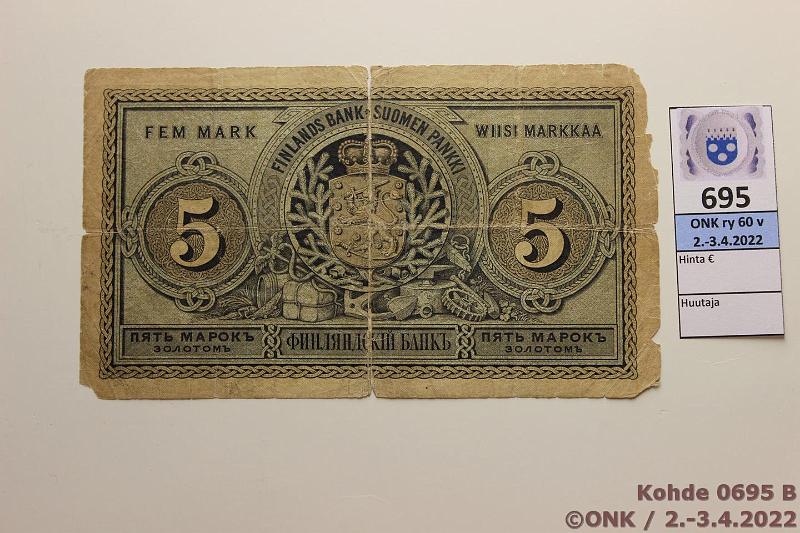 FEM MARK
FINLANDS BANK • SUOMEN PANKKI
WIISI MARKKAA
5
5
ПЯТЬ МАРОКЪ
ЗОЛОТОМЪ
ФИНЛЯНДСКІЙ БАНКЪ
ПЯТЬ МАРОКЪ
ЗОЛОТОМЪ
695
ONK ry 60 v
2.-3.4.2022
Hinta €
Huutaja
Kohde 0695 B
©ONK / 2.-3.4.2022